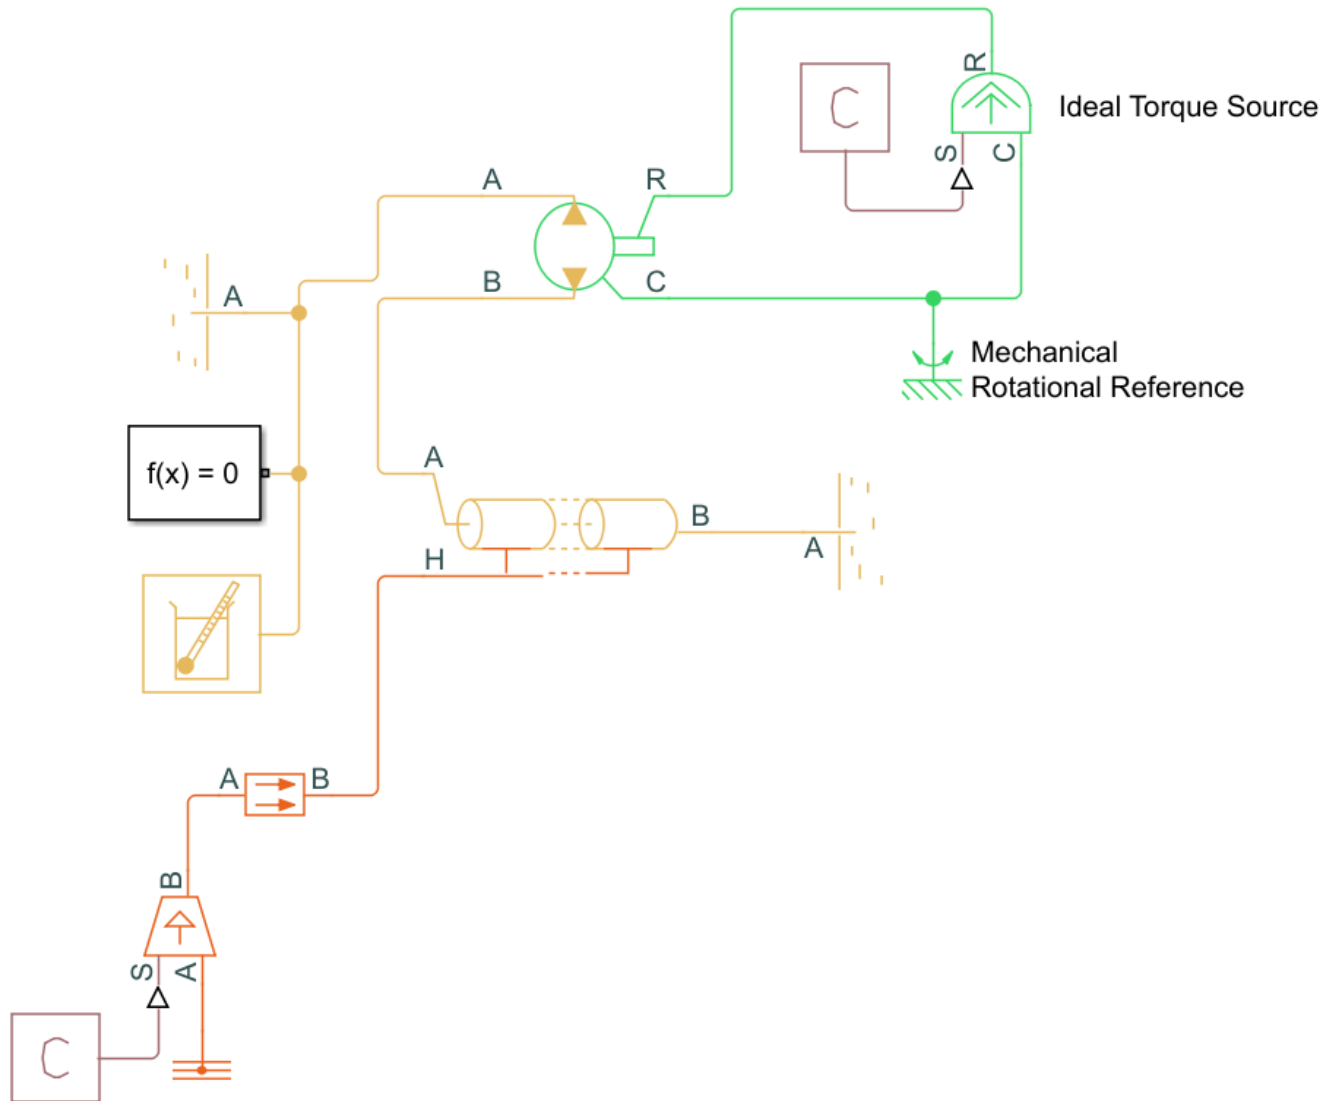 R
C
Ideal Torque Source
S
C
A
R
A
B
C
Mechanical
Rotational Reference
f(x) = 0
A
B
A
H
A
B
B
S
A
C